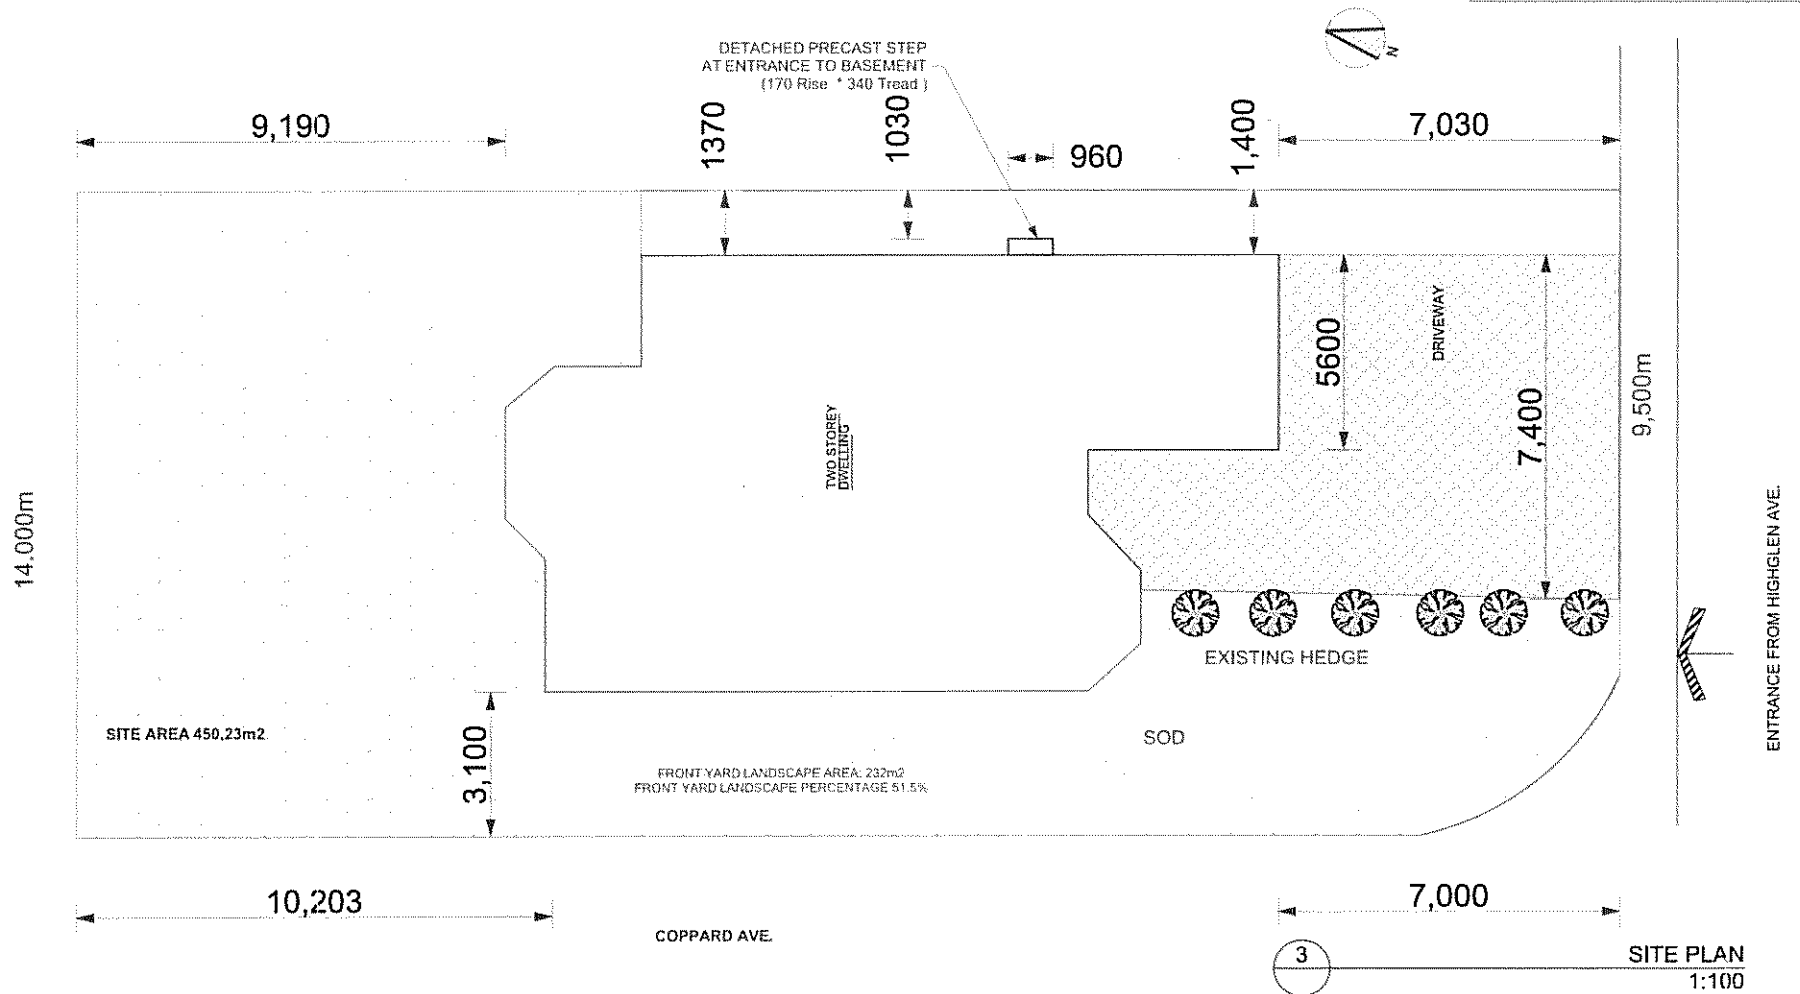 DETACHED PRECAST STEP
AT ENTRANCE TO BASEMENT
(170 Rise * 340 Tread )
N
9,190
1370
1030
960
1,400
7,030
5600
DRIVEWAY
7,400
9,500m
TWO STOREY
DWELLING
14.000m
ENTRANCE FROM HIGHGLEN AVE.
EXISTING HEDGE
SITE AREA 450,23m2
3,100
SOD
FRONT YARD LANDSCAPE AREA: 232m2
FRONT YARD LANDSCAPE PERCENTAGE 51.5%
10,203
COPPARD AVE.
7,000
3
SITE PLAN
1:100